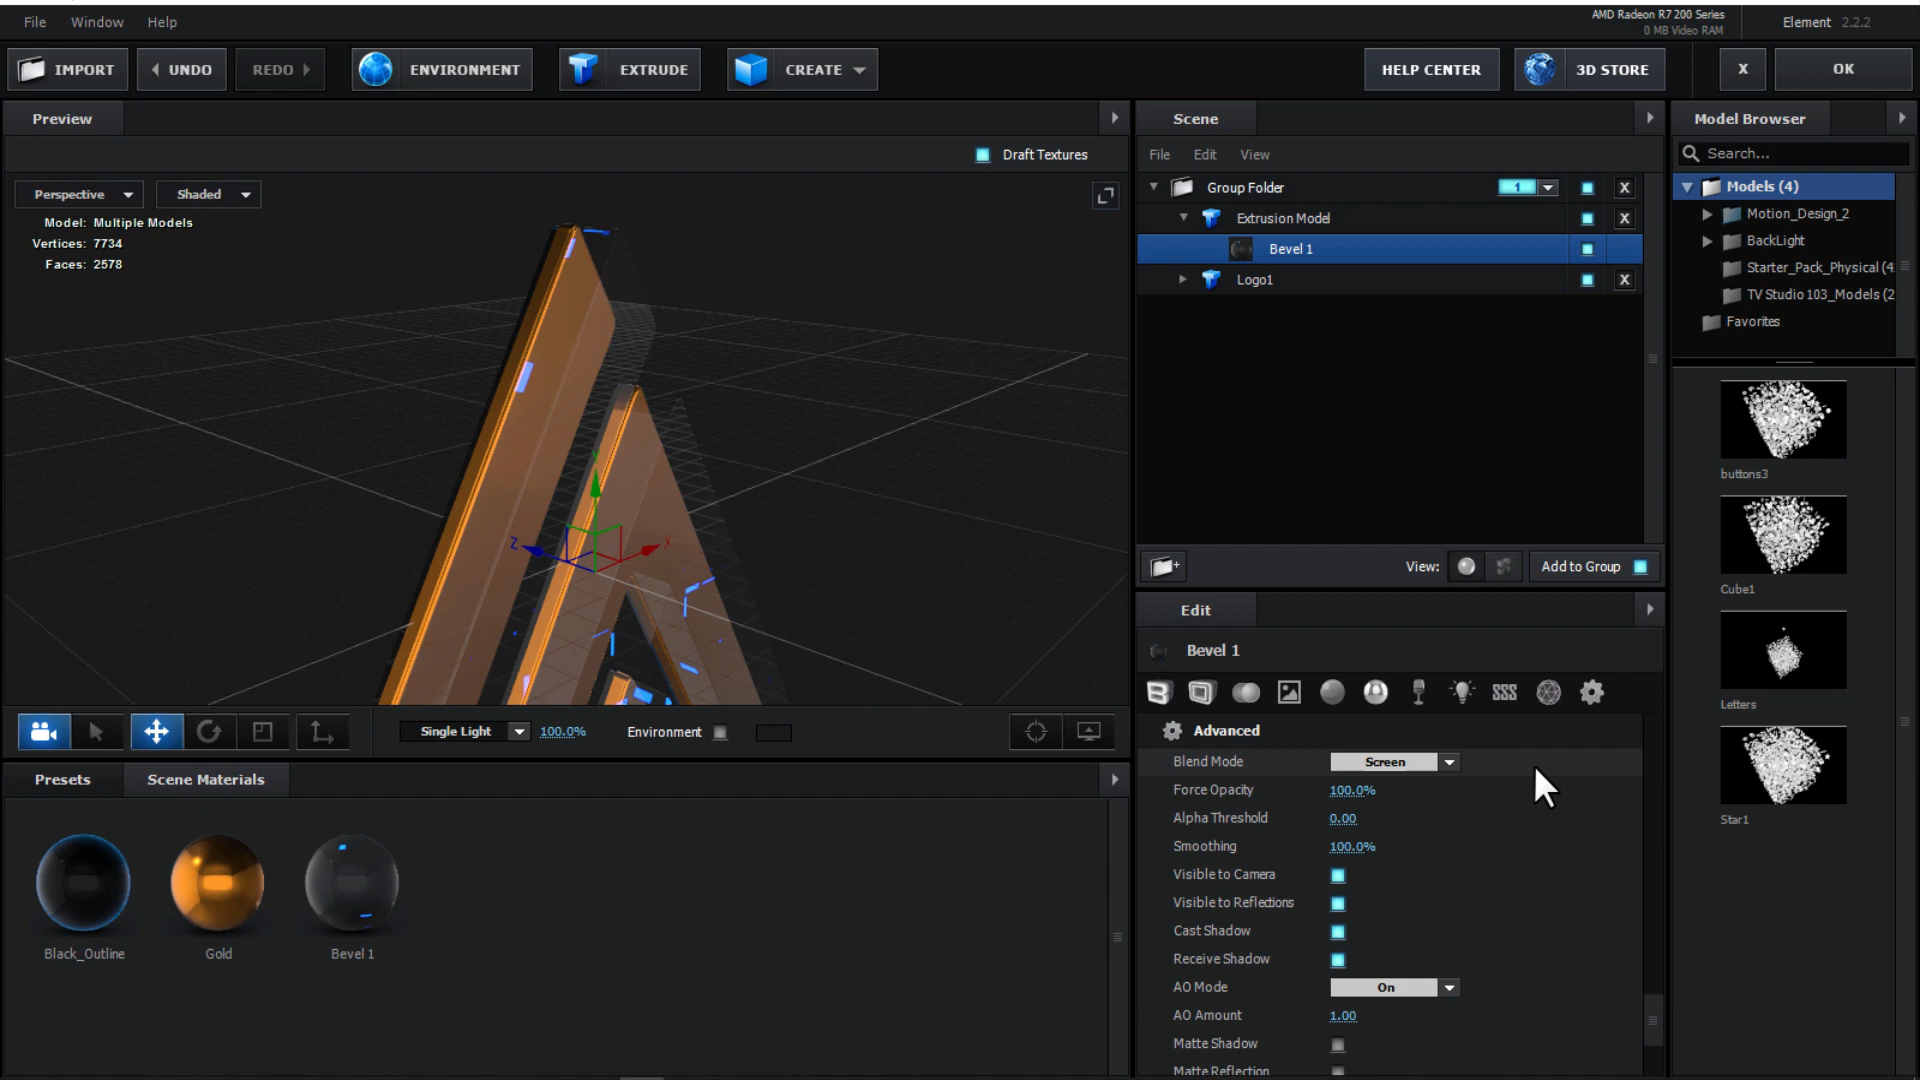 File Window Help
AMD Radeon R7 200 Series
0 MB Video RAM
Element 2.2.2
IMPORT UNDO REDO ENVIRONMENT EXTRUDE CREATE HELP CENTER 3D STORE X OK
Preview
Draft Textures
Perspective Shaded
Model: Multiple Models
Vertices: 7734
Faces: 2578
Y
Z
X
Single Light 100.0% Environment
Presets Scene Materials
Black_Outline Gold Bevel 1
Scene
File Edit View
Group Folder 1 X
Extrusion Model X
Bevel 1
Logo1 X
View: Add to Group
Edit
Bevel 1
SSS
Advanced
Blend Mode Screen
Force Opacity 100.0%
Alpha Threshold 0.00
Smoothing 100.0%
Visible to Camera
Visible to Reflections
Cast Shadow
Receive Shadow
AO Mode On
AO Amount 1.00
Matte Shadow
Matte Reflection
Model Browser
Search...
Models (4)
Motion_Design_2
BackLight
Starter_Pack_Physical (4
TV Studio 103_Models (2
Favorites
buttons3
Cube1
Letters
Star1